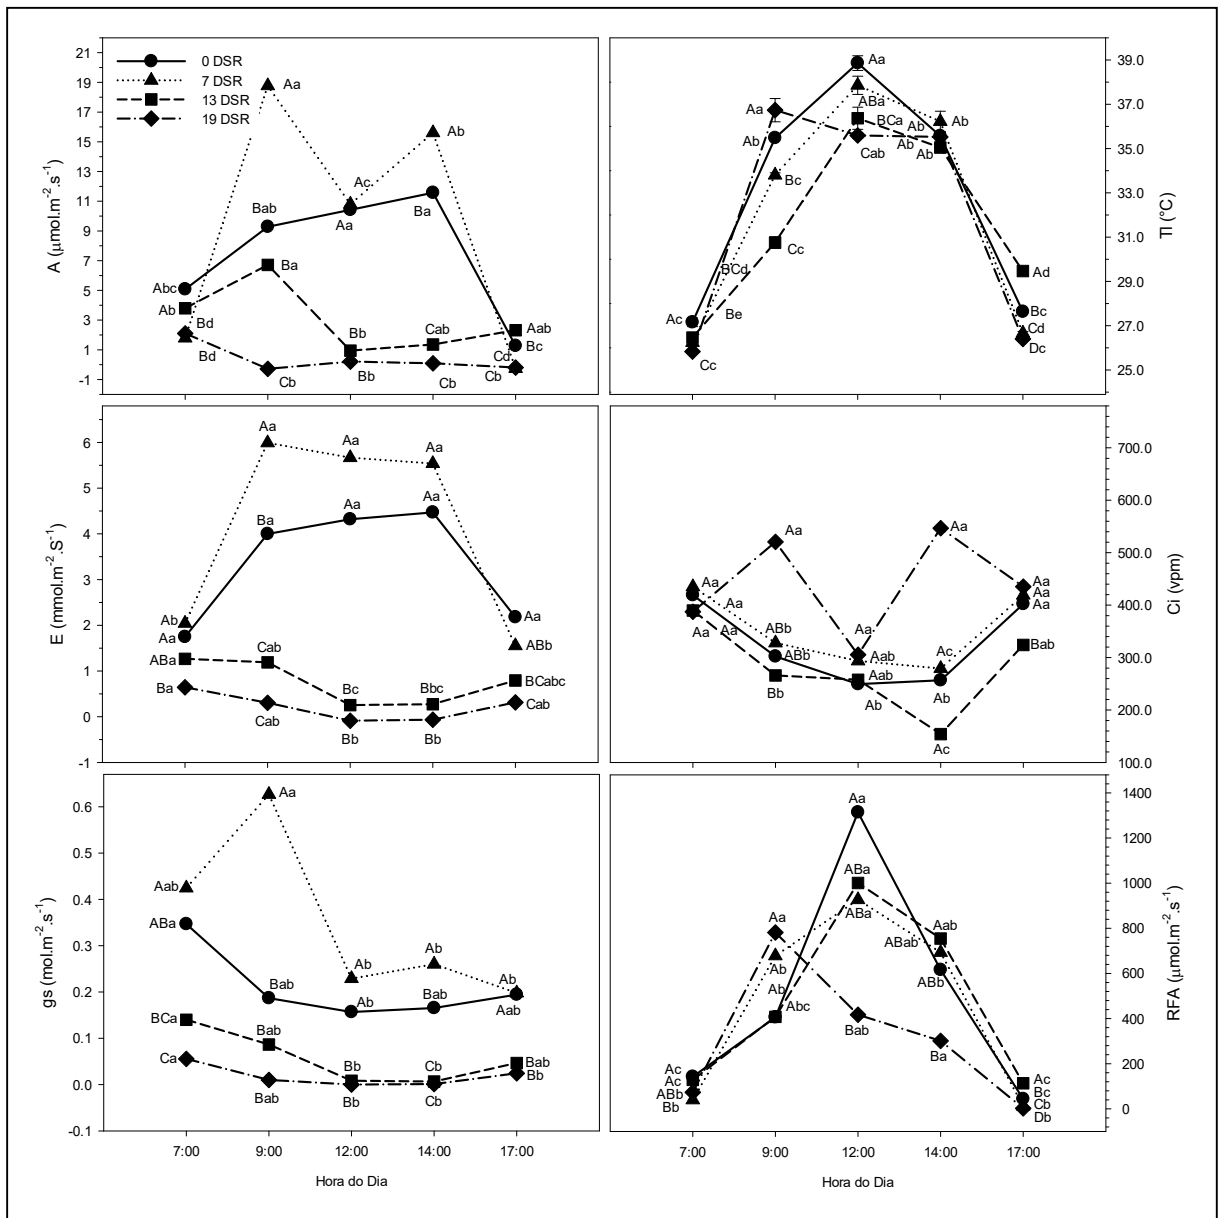 0 DSR
7 DSR
13 DSR
19 DSR
A (μmol.m⁻².s⁻¹)
21
19
17
15
13
11
9
7
5
3
1
-1
Aa
Ab
Ac
Bab
Aa
Ba
Abc
Ba
Ab
Bd
Bd
Bb
Cab
Aab
Bc
Cd
Cb
Bb
Cb
Cb
Tl (°C)
39.0
37.0
35.0
33.0
31.0
29.0
27.0
25.0
Aa
Aa
ABa
BCa
Ab
Ab
Ab
Ab
Ab
Cab
Bc
Cc
BCd
Be
Ac
Cc
Ad
Bc
Cd
Dc
E (mmol.m⁻².S⁻¹)
6
5
4
3
2
1
0
-1
Aa
Aa
Aa
Aa
Aa
Ba
Ab
Aa
Aa
ABb
ABa
Cab
Bc
Bbc
BCabc
Ba
Cab
Bb
Bb
Cab
Ci (vpm)
700.0
600.0
500.0
400.0
300.0
200.0
100.0
Aa
Aa
Aa
Aa
Aa
Aa
ABb
ABb
Aa
Aab
Aab
Ac
Bb
Ab
Ab
Ac
Aa
Aa
Aa
Bab
gs (mol.m⁻².s⁻¹)
0.6
0.5
0.4
0.3
0.2
0.1
0.0
-0.1
Aa
Aab
ABa
Bab
Ab
Ab
Ab
Ab
Bab
Aab
BCa
Bab
Bb
Cb
Bab
Ca
Bab
Bb
Cb
Bb
RFA (μmol.m⁻².s⁻¹)
1400
1200
1000
800
600
400
200
0
Aa
ABa
ABa
Aa
Aab
ABab
ABb
Ab
Ab
Abc
Bab
Ba
Ac
Ac
ABb
Bb
Ac
Bc
Cb
Db
7:00 9:00 12:00 14:00 17:00
Hora do Dia
7:00 9:00 12:00 14:00 17:00
Hora do Dia